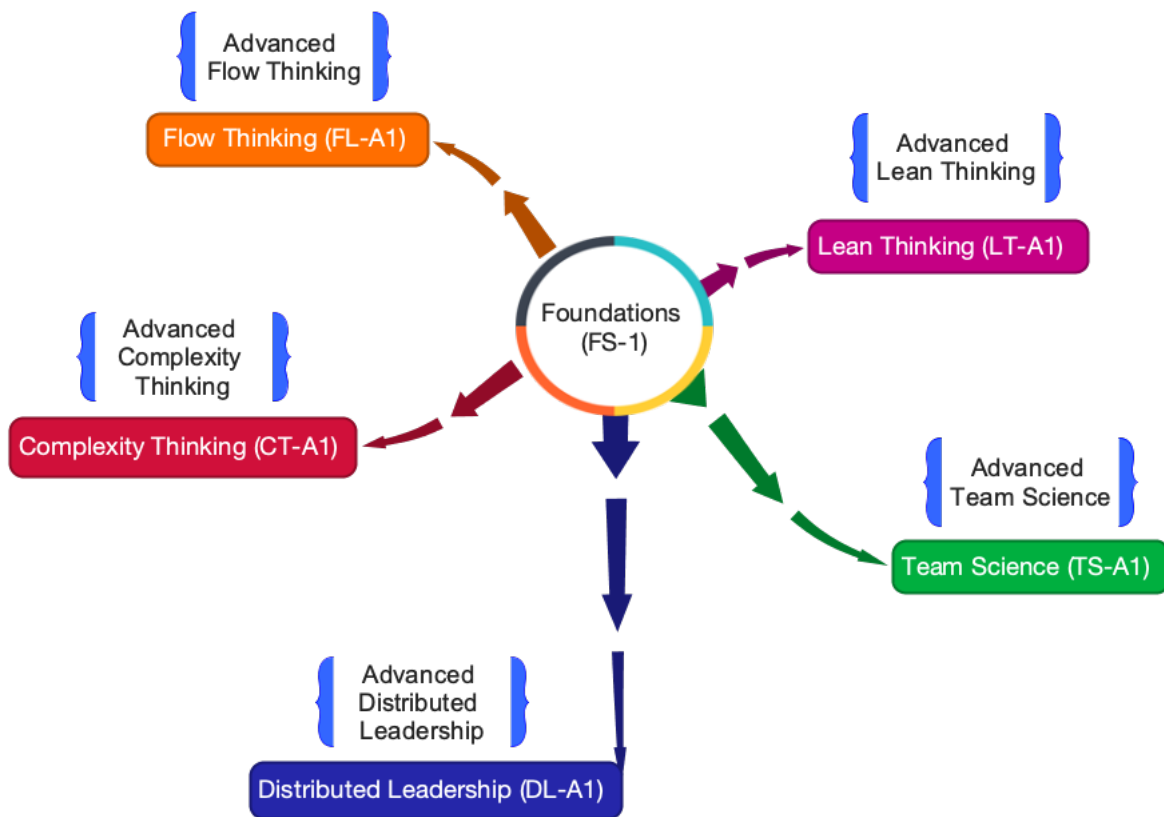 Advanced
Flow Thinking
Flow Thinking (FL-A1)
Advanced
Lean Thinking
Lean Thinking (LT-A1)
Foundations
(FS-1)
Advanced
Complexity
Thinking
Complexity Thinking (CT-A1)
Advanced
Team Science
Team Science (TS-A1)
Advanced
Distributed
Leadership
Distributed Leadership (DL-A1)